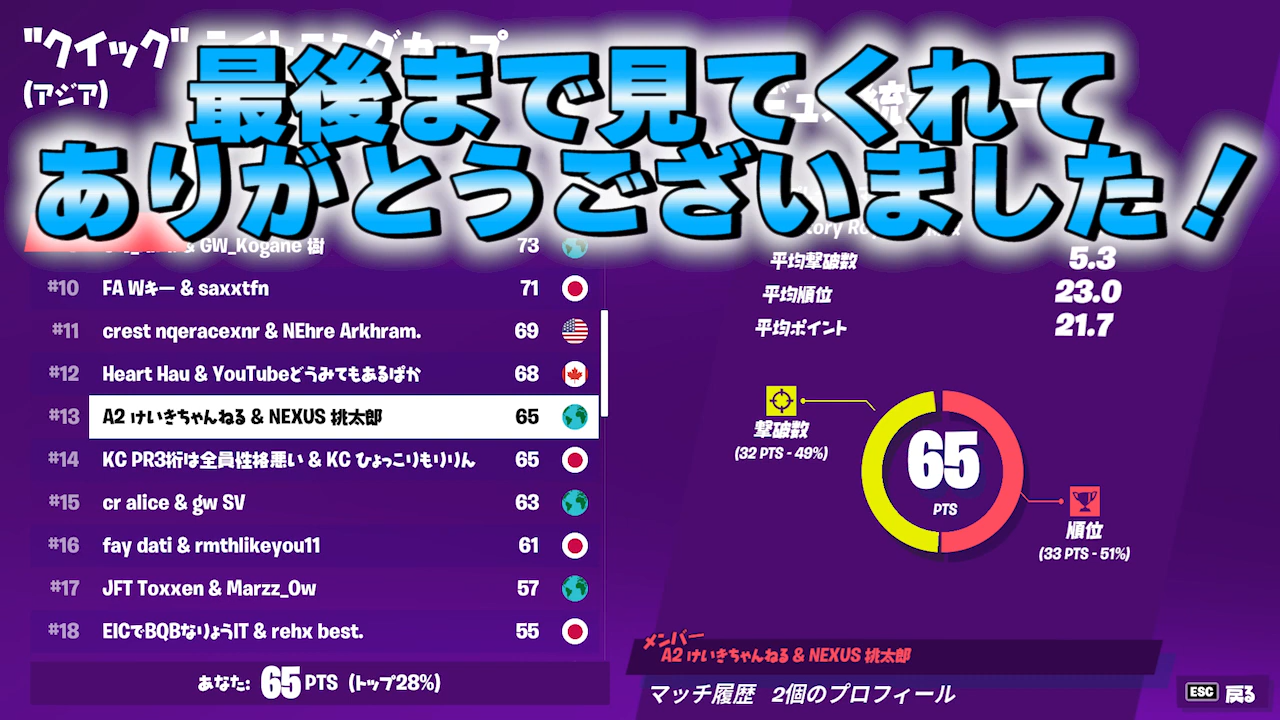 "クイック"
(アジア)
最後まで見てくれて
ありがとうございました!
& GW_Kogane 樹 73
#10 FA Wキー & saxxtfn 71
#11 crest nqeracexnr & NEhre Arkhram. 69
#12 Heart Hau & YouTubeどうみてもあるぱか 68
#13 A2 けいきちゃんねる & NEXUS 桃太郎 65
#14 KC PR3桁は全員性格悪い & KC ひょっこりもりりん 65
#15 cr alice & gw SV 63
#16 fay dati & rmthlikeyou11 61
#17 JFT Toxxen & Marzz_Ow 57
#18 EICでBQBなりょうIT & rehx best. 55
あなた: 65 PTS (トップ28%)
平均撃破数 5.3
平均順位 23.0
平均ポイント 21.7
撃破数
(32 PTS - 49%)
65
PTS
順位
(33 PTS - 51%)
メンバー
A2 けいきちゃんねる & NEXUS 桃太郎
マッチ履歴 2個のプロフィール
ESC 戻る